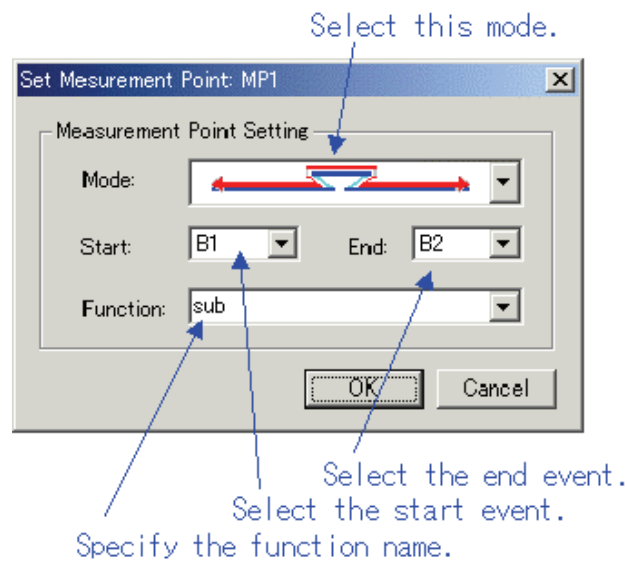 Select this mode.
Set Mesurement Point: MP1
Measurement Point Setting
Mode:
Start: B1 End: B2
Function: sub
OK Cancel
Select the end event.
Select the start event.
Specify the function name.